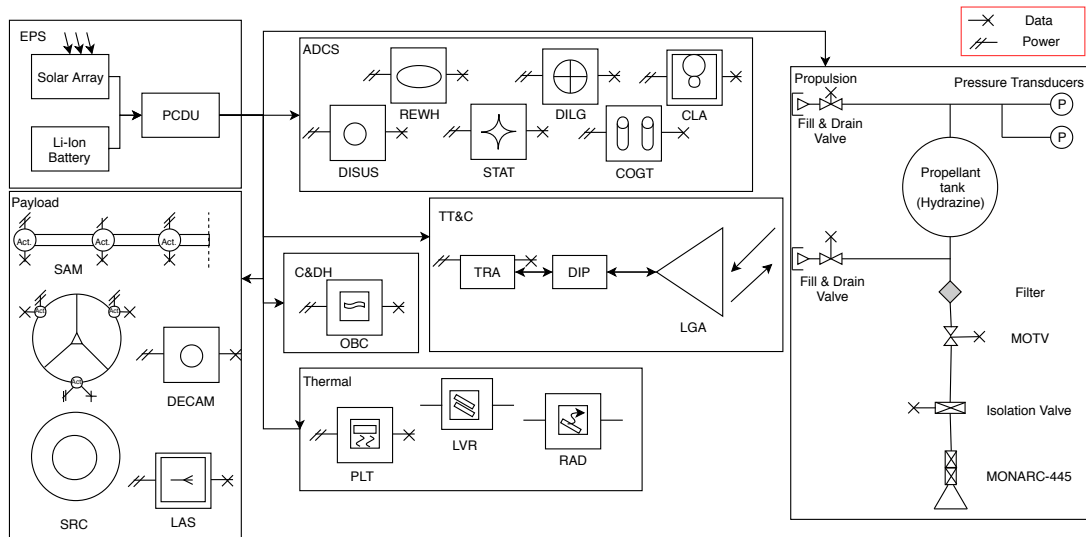 EPS
Solar Array
Li-Ion
Battery
PCDU
ADCS
REWH
DILG
CLA
DISUS
STAT
COGT
Data
Power
Propulsion
Pressure Transducers
P
Fill & Drain
Valve
P
Propellant
tank
(Hydrazine)
Fill & Drain
Valve
Filter
MOTV
Isolation Valve
MONARC-445
Payload
Act.
Act.
Act.
SAM
Act.
Act.
Act.
DECAM
SRC
LAS
TT&C
TRA
DIP
LGA
C&DH
OBC
Thermal
PLT
LVR
RAD